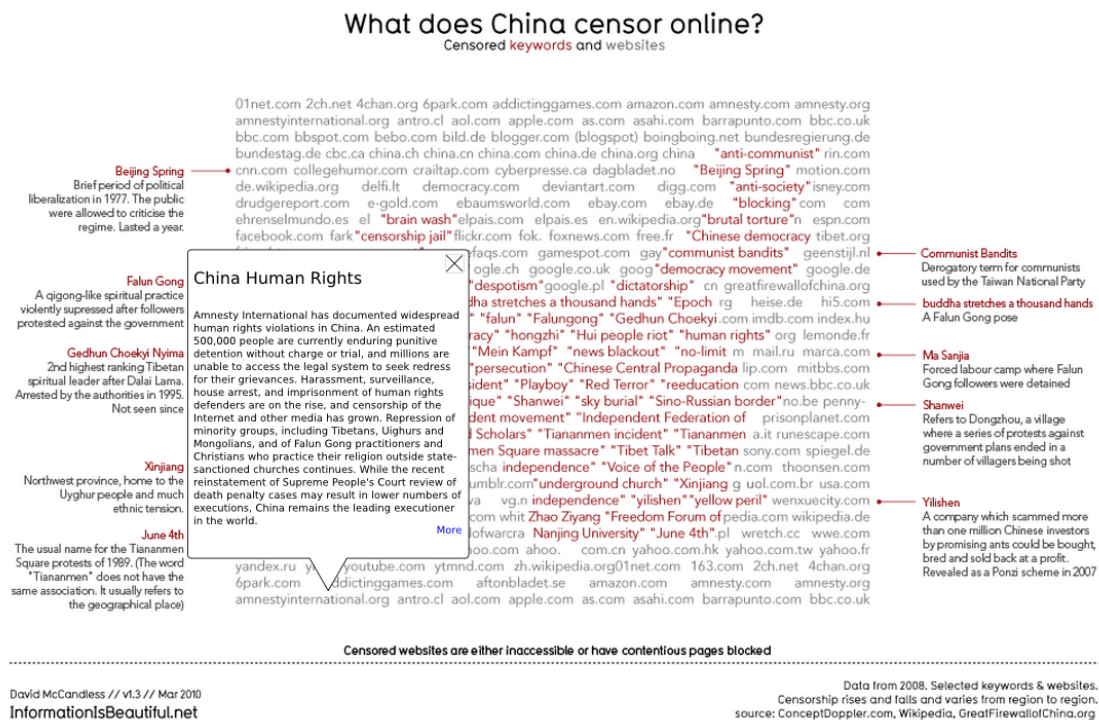 What does China censor online?
Censored keywords and websites
01net.com 2ch.net 4chan.org 6park.com addictinggames.com amazon.com amnesty.com amnesty.org
amnestyinternational.org antro.cl aol.com apple.com as.com asahi.com barrapunto.com bbc.co.uk
bbc.com bbspot.com bebo.com bild.de blogger.com (blogspot) boingboing.net bundesregierung.de
bundestag.de cbc.ca china.ch china.cn china.com china.de china.org china "anti-communist" rin.com
cnn.com collegehumor.com crailtap.com cyberpresse.ca dagbladet.no "Beijing Spring" motion.com
de.wikipedia.org delfi.lt democracy.com deviantart.com digg.com "anti-society"isney.com
drudgereport.com e-gold.com ebaumsworld.com ebay.com ebay.de "blocking"com com
ehrenselmundo.es el "brain wash"elpais.com elpais.es en.wikipedia.org"brutal torture"n espn.com
facebook.com fark"censorship jail"flickr.com fok. foxnews.com free.fr "Chinese democracy tibet.org
efaqs.com gamespot.com gay"communist bandits" geenstijl.nl
ogle.ch google.co.uk goog"democracy movement" google.de
"despotism"google.pl "dictatorship" cn greatfirewallofchina.org
dha stretches a thousand hands" "Epoch rg heise.de hi5.com
"falun" "Falungong" "Gedhun Choekyi.com imdb.com index.hu
racy" "hongzhi" "Hui people riot" "human rights" org lemonde.fr
"Mein Kampf" "news blackout" "no-limit m mail.ru marca.com
"persecution" "Chinese Central Propaganda lip.com mitbbs.com
sident" "Playboy" "Red Terror" "reeducation com news.bbc.co.uk
ique" "Shanwei" "sky burial" "Sino-Russian border"no.be penny-
dent movement" "Independent Federation of prisonplanet.com
d Scholars" "Tiananmen incident" "Tiananmen a.it runescape.com
men Square massacre" "Tibet Talk" "Tibetan sony.com spiegel.de
scha independence" "Voice of the People"n.com thoonsen.com
umblr.com"underground church" "Xinjiang g uol.com.br usa.com
va vg.n independence" "yilishen""yellow peril" wenxuecity.com
com whit Zhao Ziyang "Freedom Forum of pedia.com wikipedia.de
ofwarcra Nanjing University" "June 4th".pl wretch.cc wwe.com
oo.com ahoo. com.cn yahoo.com.hk yahoo.com.tw yahoo.fr
yandex.ru y youtube.com ytmnd.com zh.wikipedia.org01net.com 163.com 2ch.net 4chan.org
6park.com ddictinggames.com aftonbladet.se amazon.com amnesty.com amnesty.org
amnestyinternational.org antro.cl aol.com apple.com as.com asahi.com barrapunto.com bbc.co.uk
Beijing Spring
Brief period of political
liberalization in 1977. The public
were allowed to criticise the
regime. Lasted a year.
Falun Gong
A qigong-like spiritual practice
violently supressed after followers
protested against the government
Gedhun Choekyi Nyima
2nd highest ranking Tibetan
spiritual leader after Dalai Lama.
Arrested by the authorities in 1995.
Not seen since
Xinjiang
Northwest province, home to the
Uyghur people and much
ethnic tension.
June 4th
The usual name for the Tiananmen
Square protests of 1989. (The word
"Tiananmen" does not have the
same association. It usually refers to
the geographical place)
China Human Rights
Amnesty International has documented widespread
human rights violations in China. An estimated
500,000 people are currently enduring punitive
detention without charge or trial, and millions are
unable to access the legal system to seek redress
for their grievances. Harassment, surveillance,
house arrest, and imprisonment of human rights
defenders are on the rise, and censorship of the
Internet and other media has grown. Repression of
minority groups, including Tibetans, Uighurs and
Mongolians, and of Falun Gong practitioners and
Christians who practice their religion outside state-
sanctioned churches continues. While the recent
reinstatement of Supreme People's Court review of
death penalty cases may result in lower numbers of
executions, China remains the leading executioner
in the world.
More
Communist Bandits
Derogatory term for communists
used by the Taiwan National Party
buddha stretches a thousand hands
A Falun Gong pose
Ma Sanjia
Forced labour camp where Falun
Gong followers were detained
Shanwei
Refers to Dongzhou, a village
where a series of protests against
government plans ended in a
number of villagers being shot
Yilishen
A company which scammed more
than one million Chinese investors
by promising ants could be bought,
bred and sold back at a profit.
Revealed as a Ponzi scheme in 2007
Censored websites are either inaccessible or have contentious pages blocked
David McCandless // v1.3 // Mar 2010
InformationIsBeautiful.net
Data from 2008. Selected keywords & websites.
Censorship rises and falls and varies from region to region.
source: ConceptDoppler.com, Wikipedia, GreatFirewallofChina.org